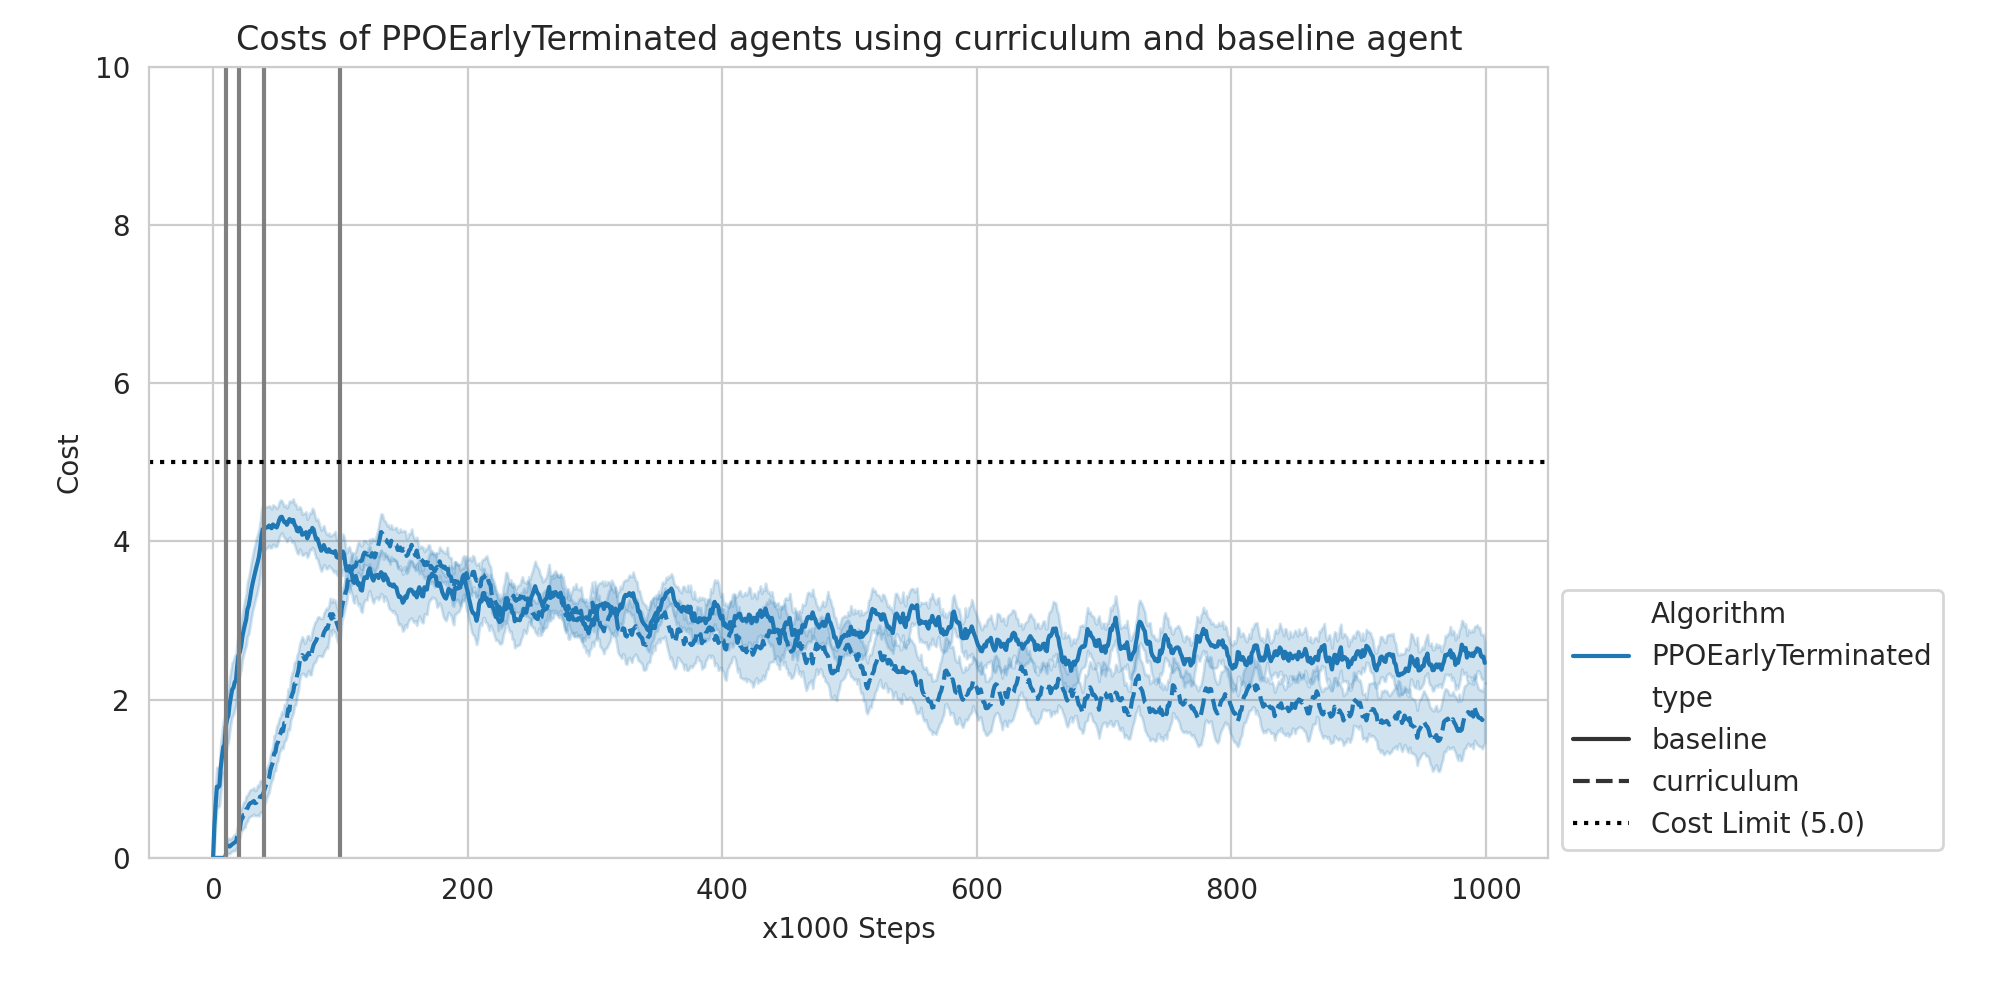 Costs of PPOEarlyTerminated agents using curriculum and baseline agent
10
8
6
4
2
0
Cost
0 200 400 600 800 1000
x1000 Steps
Algorithm
PPOEarlyTerminated
type
baseline
curriculum
Cost Limit (5.0)